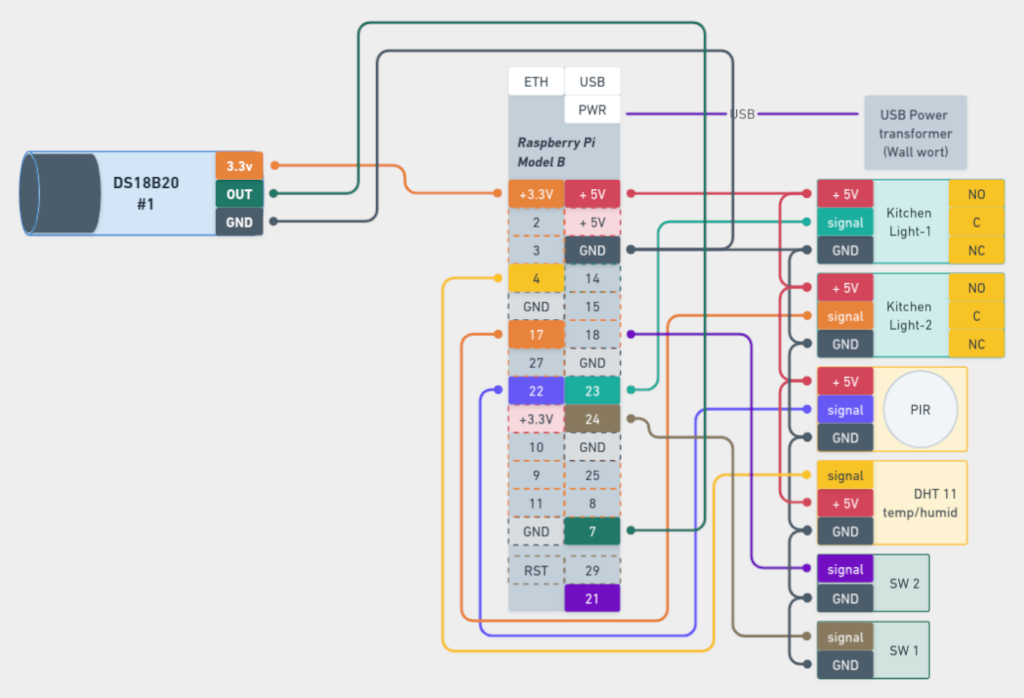 ETH USB
PWR
Raspberry Pi
Model B
USB
USB Power
transformer
(Wall wort)
DS18B20
#1
3.3v
OUT
GND
+3.3V + 5V
2 + 5V
3 GND
4 14
GND 15
17 18
27 GND
22 23
+3.3V 24
10 GND
9 25
11 8
GND 7
RST 29
21
+ 5V
signal
GND
Kitchen
Light-1
NO
C
NC
+ 5V
signal
GND
Kitchen
Light-2
NO
C
NC
+ 5V
signal
GND
PIR
signal
+ 5V
GND
DHT 11
temp/humid
signal
GND
SW 2
signal
GND
SW 1